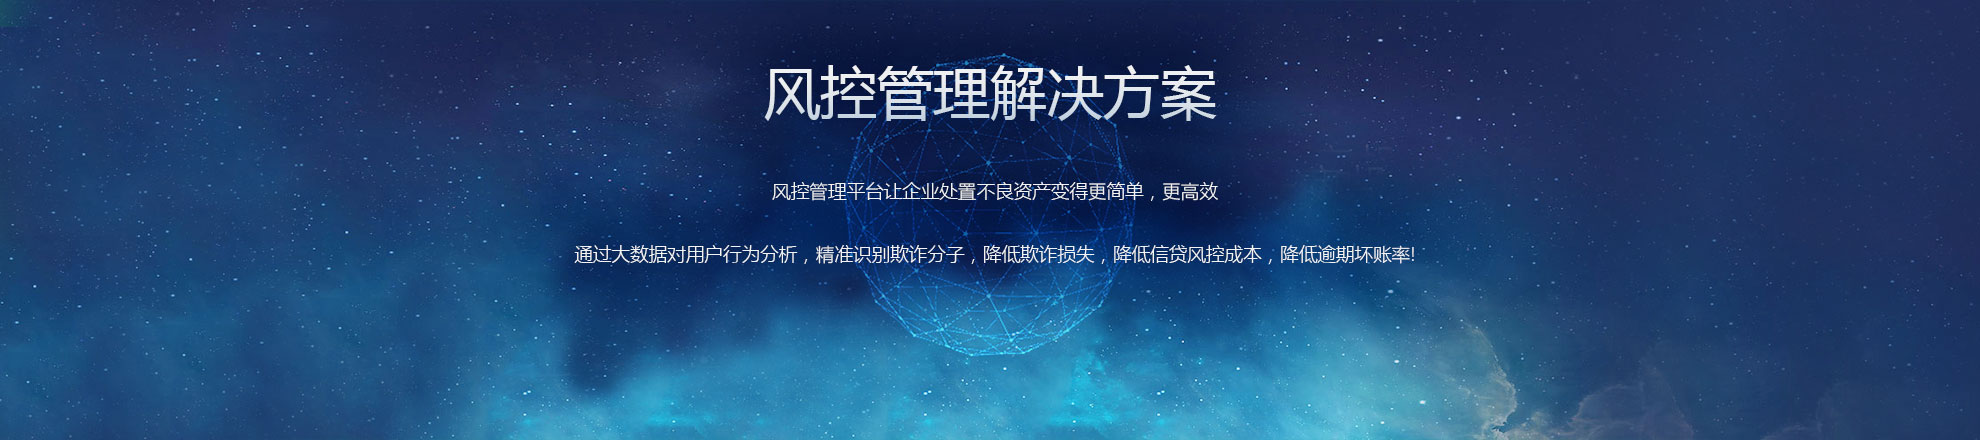 风控管理解决方案
风控管理平台让企业处置不良资产变得更简单，更高效
通过大数据对用户行为分析，精准识别欺诈分子，降低欺诈损失，降低信贷风控成本，降低逾期坏账率!